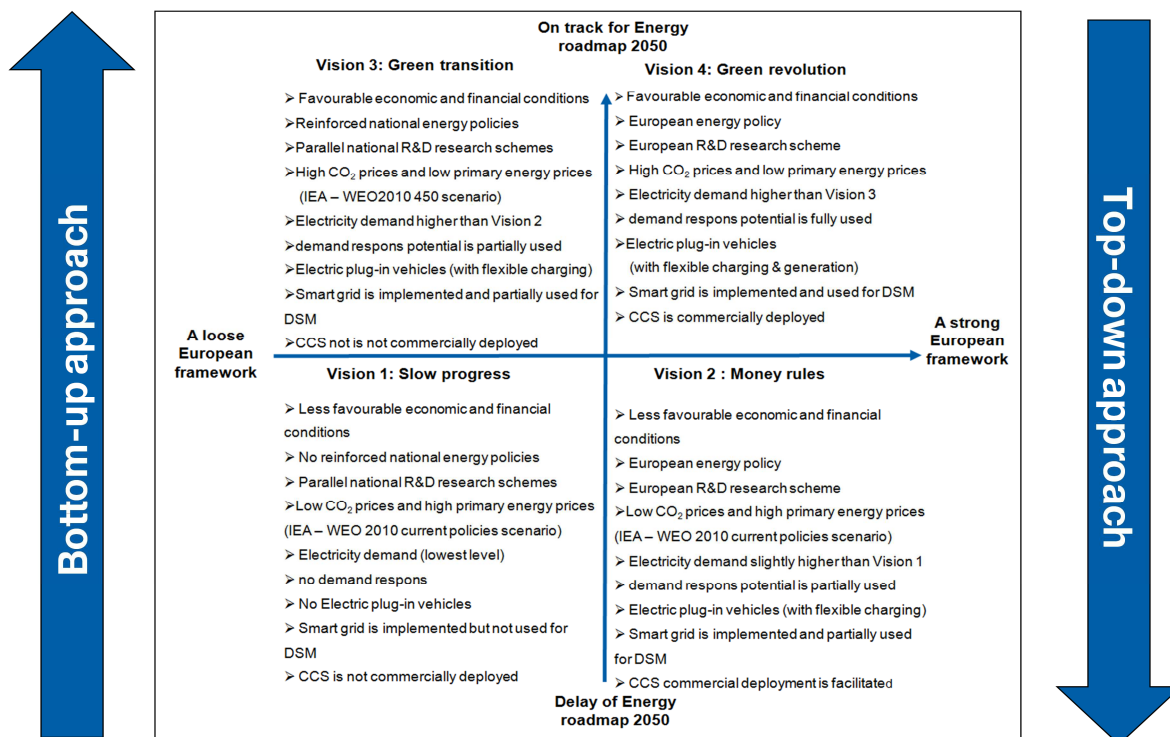 Bottom-up approach
On track for Energy
roadmap 2050
Vision 3: Green transition
➢ Favourable economic and financial conditions
➢ Reinforced national energy policies
➢ Parallel national R&D research schemes
➢ High CO₂ prices and low primary energy prices
(IEA – WEO2010 450 scenario)
➢ Electricity demand higher than Vision 2
➢ demand respons potential is partially used
➢ Electric plug-in vehicles (with flexible charging)
➢ Smart grid is implemented and partially used for
DSM
➢ CCS not is not commercially deployed
Vision 4: Green revolution
➢ Favourable economic and financial conditions
➢ European energy policy
➢ European R&D research scheme
➢ High CO₂ prices and low primary energy prices
➢ Electricity demand higher than Vision 3
➢ demand respons potential is fully used
➢ Electric plug-in vehicles
(with flexible charging & generation)
➢ Smart grid is implemented and used for DSM
➢ CCS is commercially deployed
A loose
European
framework
A strong
European
framework
Vision 1: Slow progress
➢ Less favourable economic and financial
conditions
➢ No reinforced national energy policies
➢ Parallel national R&D research schemes
➢ Low CO₂ prices and high primary energy prices
(IEA – WEO 2010 current policies scenario)
➢ Electricity demand (lowest level)
➢ no demand respons
➢ No Electric plug-in vehicles
➢ Smart grid is implemented but not used for
DSM
➢ CCS is not commercially deployed
Vision 2 : Money rules
➢ Less favourable economic and financial
conditions
➢ European energy policy
➢ European R&D research scheme
➢ Low CO₂ prices and high primary energy prices
(IEA – WEO 2010 current policies scenario)
➢ Electricity demand slightly higher than Vision 1
➢ demand respons potential is partially used
➢ Electric plug-in vehicles (with flexible charging)
➢ Smart grid is implemented and partially used
for DSM
➢ CCS commercial deployment is facilitated
Delay of Energy
roadmap 2050
Top-down approach